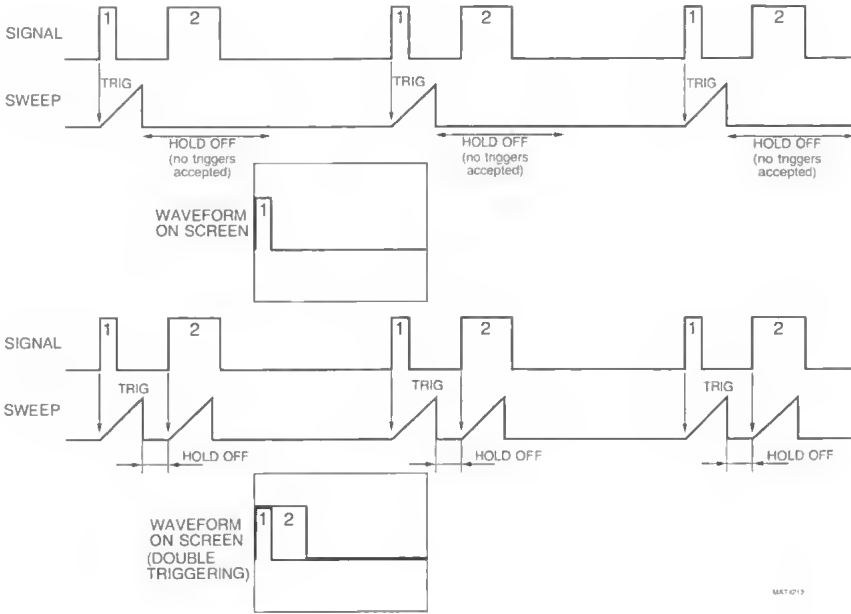 SIGNAL
1 2 1 2 1 2
SWEEP
TRIG TRIG TRIG
HOLD OFF HOLD OFF HOLD OFF
(no triggers (no triggers (no triggers
accepted) accepted) accepted)
WAVEFORM
ON SCREEN
1
SIGNAL
1 2 1 2 1 2
SWEEP
TRIG TRIG TRIG
HOLD OFF HOLD OFF HOLD OFF
WAVEFORM
ON SCREEN
(DOUBLE
TRIGGERING)
1 2